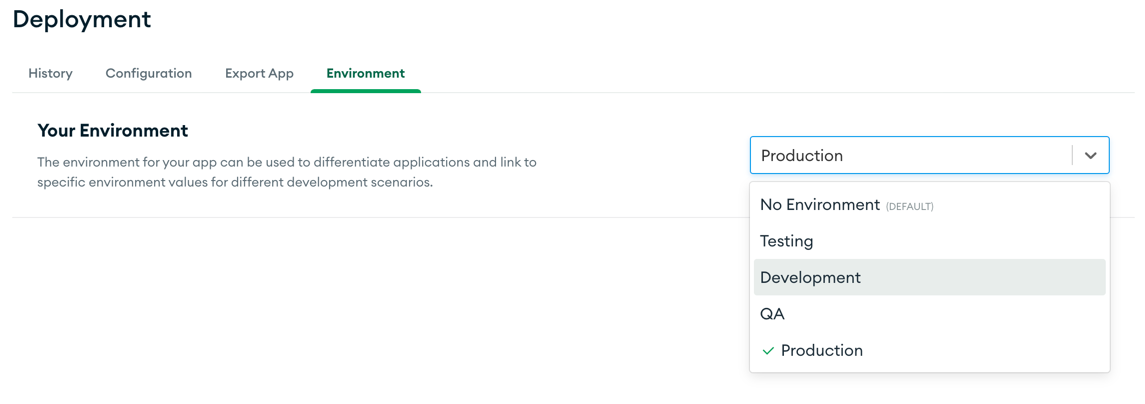 Deployment
History
Configuration
Export App
Environment
Your Environment
The environment for your app can be used to differentiate applications and link to
specific environment values for different development scenarios.
Production
No Environment (DEFAULT)
Testing
Development
QA
Production